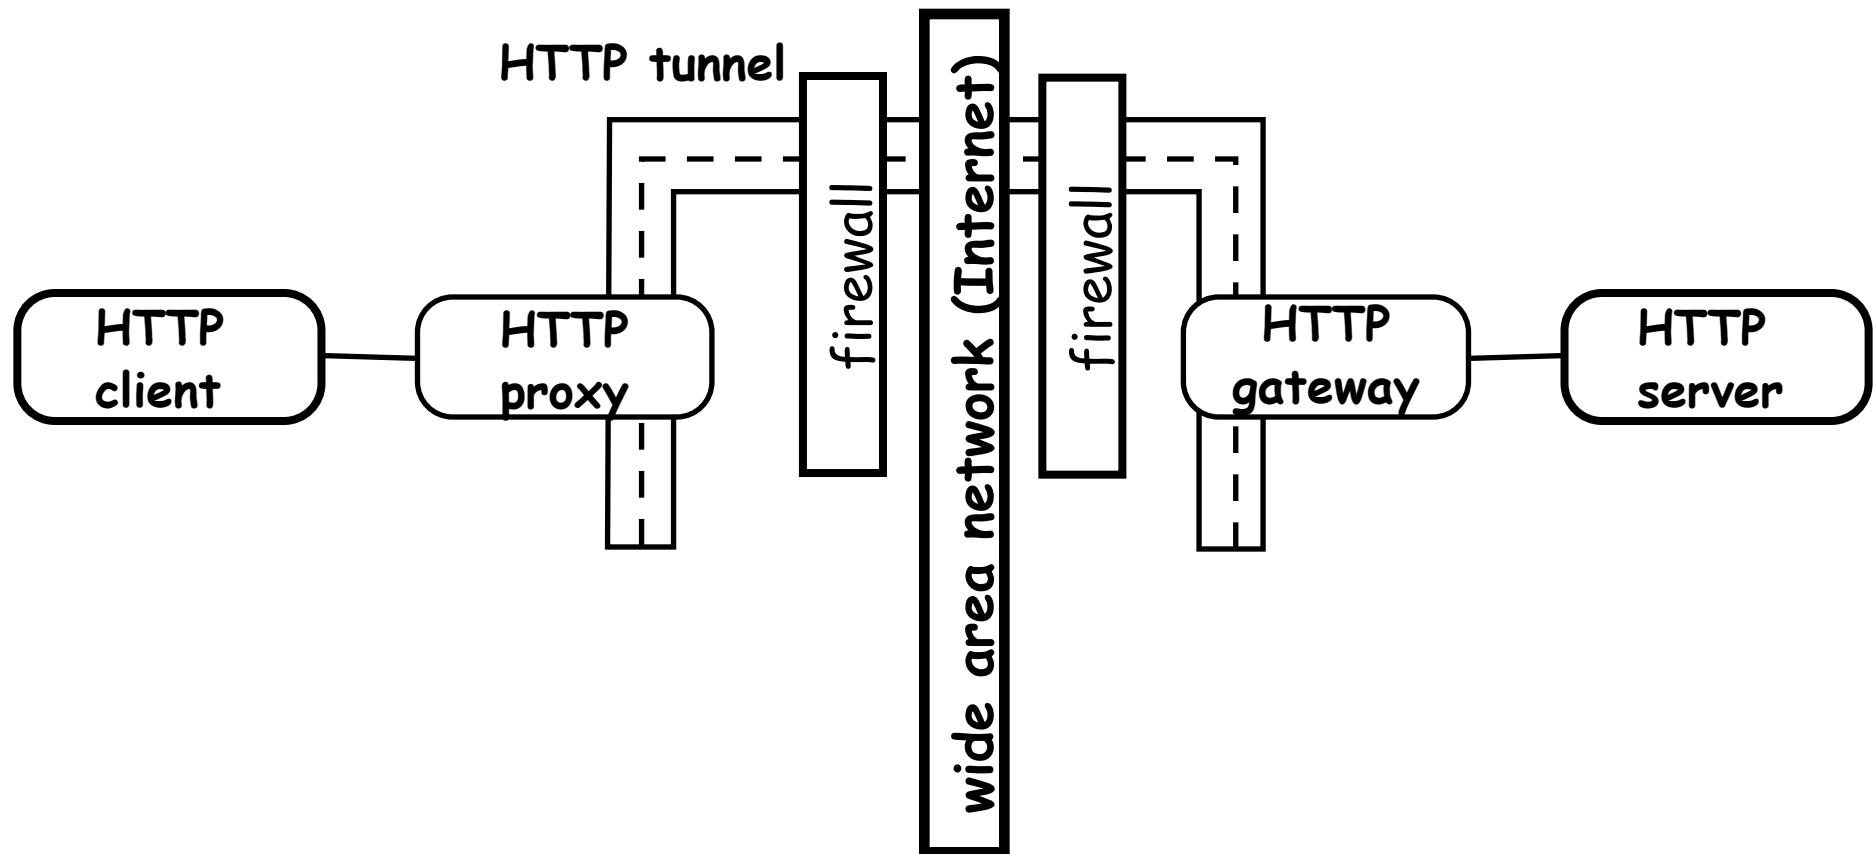 HTTP tunnel
HTTP
client
HTTP
proxy
firewall
wide area network (Internet)
firewall
HTTP
gateway
HTTP
server